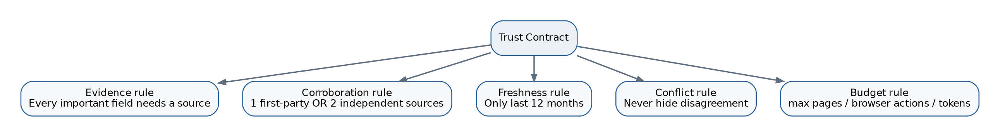 Trust Contract
Evidence rule
Every important field needs a source
Corroboration rule
1 first-party OR 2 independent sources
Freshness rule
Only last 12 months
Conflict rule
Never hide disagreement
Budget rule
max pages / browser actions / tokens